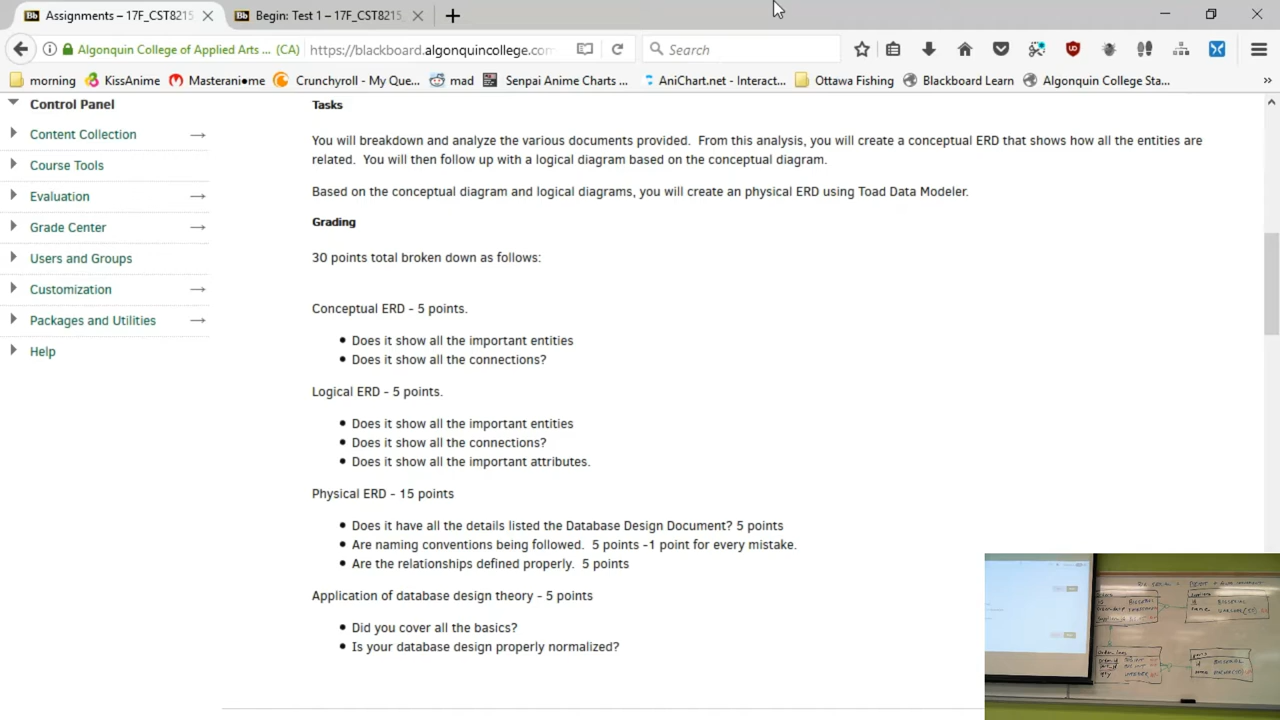 Assignments – 17F_CST8215
Begin: Test 1 – 17F_CST8215
Algonquin College of Applied Arts ... (CA)
https://blackboard.algonquincollege.com
Search
morning
KissAnime
Masterani●me
Crunchyroll - My Que...
mad
Senpai Anime Charts ...
AniChart.net - Interact...
Ottawa Fishing
Blackboard Learn
Algonquin College Sta...
Control Panel
Content Collection
Course Tools
Evaluation
Grade Center
Users and Groups
Customization
Packages and Utilities
Help
Tasks
You will breakdown and analyze the various documents provided. From this analysis, you will create a conceptual ERD that shows how all the entities are
related. You will then follow up with a logical diagram based on the conceptual diagram.
Based on the conceptual diagram and logical diagrams, you will create an physical ERD using Toad Data Modeler.
Grading
30 points total broken down as follows:
Conceptual ERD - 5 points.
Does it show all the important entities
Does it show all the connections?
Logical ERD - 5 points.
Does it show all the important entities
Does it show all the connections?
Does it show all the important attributes.
Physical ERD - 15 points
Does it have all the details listed the Database Design Document? 5 points
Are naming conventions being followed. 5 points -1 point for every mistake.
Are the relationships defined properly. 5 points
Application of database design theory - 5 points
Did you cover all the basics?
Is your database design properly normalized?